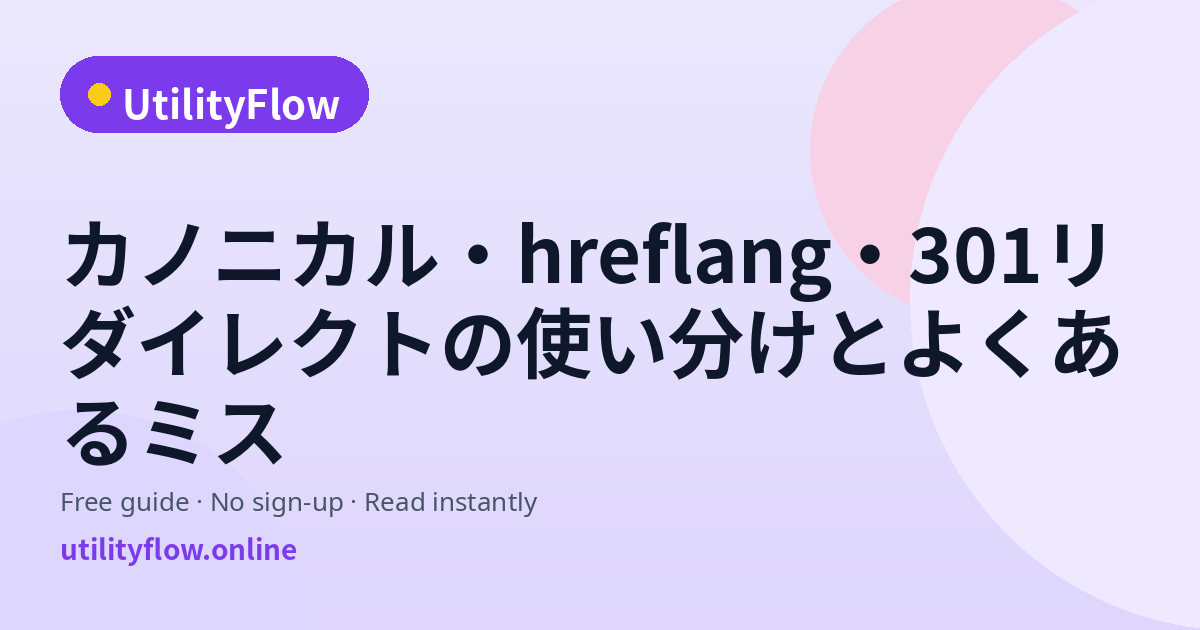 UtilityFlow
カノニカル・hreflang・301リ
ダイレクトの使い分けとよくあ
るミス
Free guide · No sign-up · Read instantly
utilityflow.online